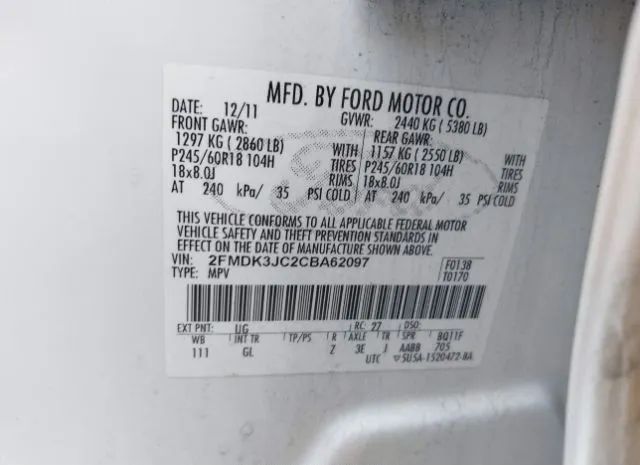 MFD. BY FORD MOTOR CO.
DATE: 12/11 GVWR: 2440 KG ( 5380 LB)
FRONT GAWR: REAR GAWR:
1297 KG ( 2860 LB) 1157 KG ( 2550 LB)
P245/60R18 104H TIRES P245/60R18 104H TIRES
18x8.0J RIMS 18x8.0J RIMS
AT 240 kPa/ 35 PSI COLD AT 240 kPa/ 35 PSI COLD
THIS VEHICLE CONFORMS TO ALL APPLICABLE FEDERAL MOTOR
VEHICLE SAFETY AND THEFT PREVENTION STANDARDS IN
EFFECT ON THE DATE OF MANUFACTURE SHOWN ABOVE.
VIN: 2FMDK3JC2CBA62097 F0138
TYPE: MPV T0170
EXT PNT: UG RC: 27 DSO:
WB INT TR TP/PS R AXLE TR SPR BQ11F
111 GL Z 3E J AABB 705
UTC ▽5U5A-1520472-BA